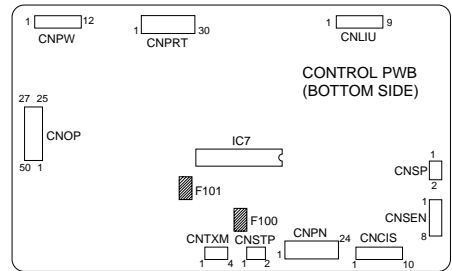 1 12
CNPW
1 30
CNPRT
1 9
CNLIU
CONTROL PWB
(BOTTOM SIDE)
27 25
CNOP
50 1
IC7
F101
F100
1
CNSP
2
1
CNSEN
8
CNTXM
1 4
CNSTP
1 2
CNPN 24
1
CNCIS
1 10